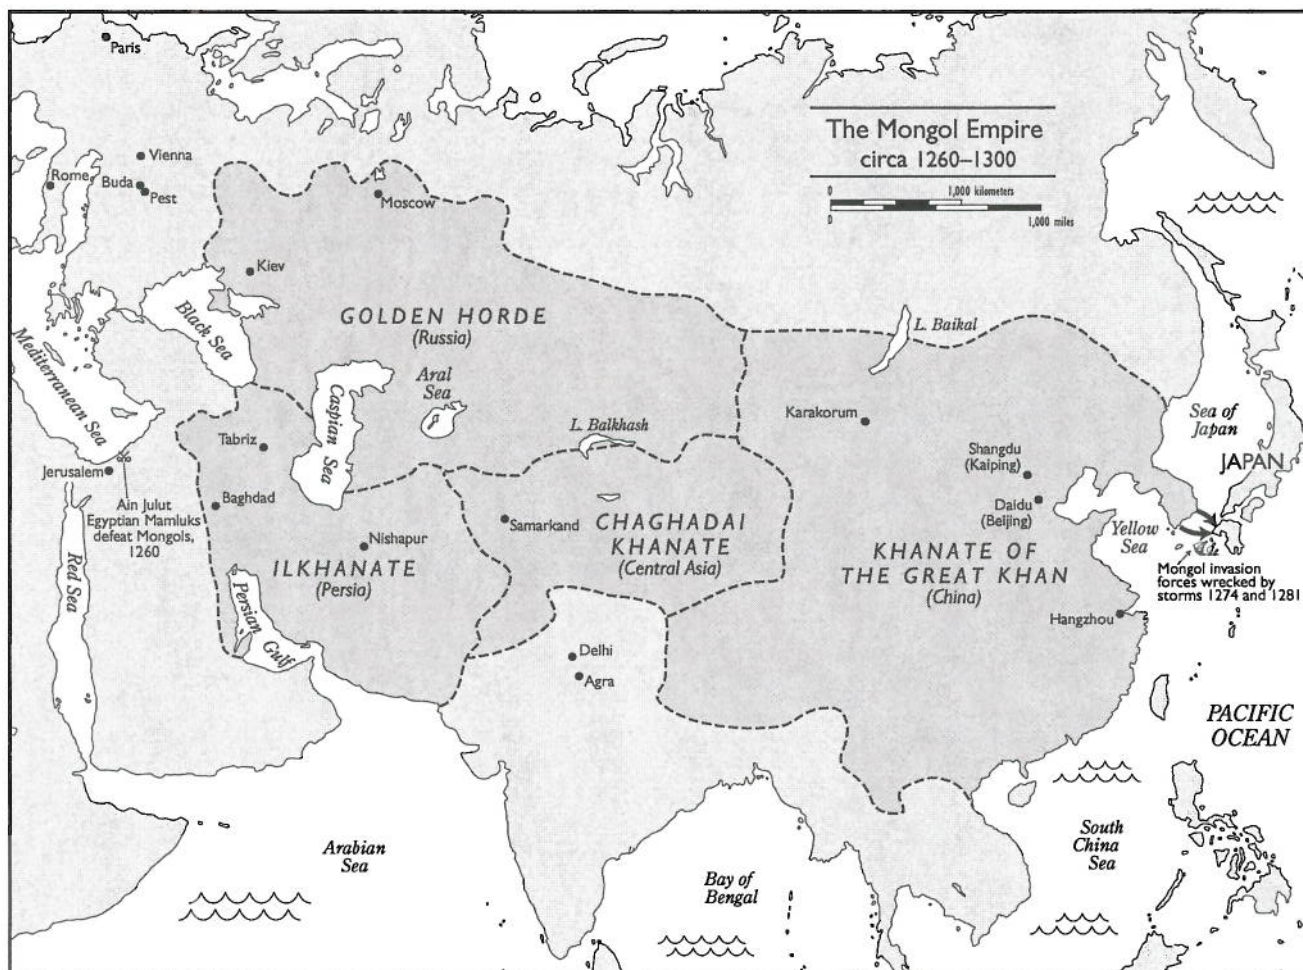 Paris
The Mongol Empire
circa 1260–1300
0
1,000 kilometers
0
1,000 miles
Vienna
Rome
Buda
Pest
Moscow
Kiev
Black Sea
GOLDEN HORDE
(Russia)
L. Baikal
Mediterranean Sea
Caspian Sea
Aral
Sea
Karakorum
Sea of
Japan
L. Balkhash
Tabriz
Shangdu
(Kaiping)
JAPAN
Jerusalem
Ain Julut
Egyptian Mamluks
defeat Mongols,
1260
Baghdad
Samarkand
CHAGHADAI
KHANATE
(Central Asia)
Daidu
(Beijing)
Yellow
Sea
Nishapur
ILKHANATE
(Persia)
KHANATE OF
THE GREAT KHAN
(China)
Mongol invasion
forces wrecked by
storms 1274 and 1281
Red Sea
Persian
Gulf
Hangzhou
Delhi
Agra
PACIFIC
OCEAN
Arabian
Sea
South
China
Sea
Bay of
Bengal